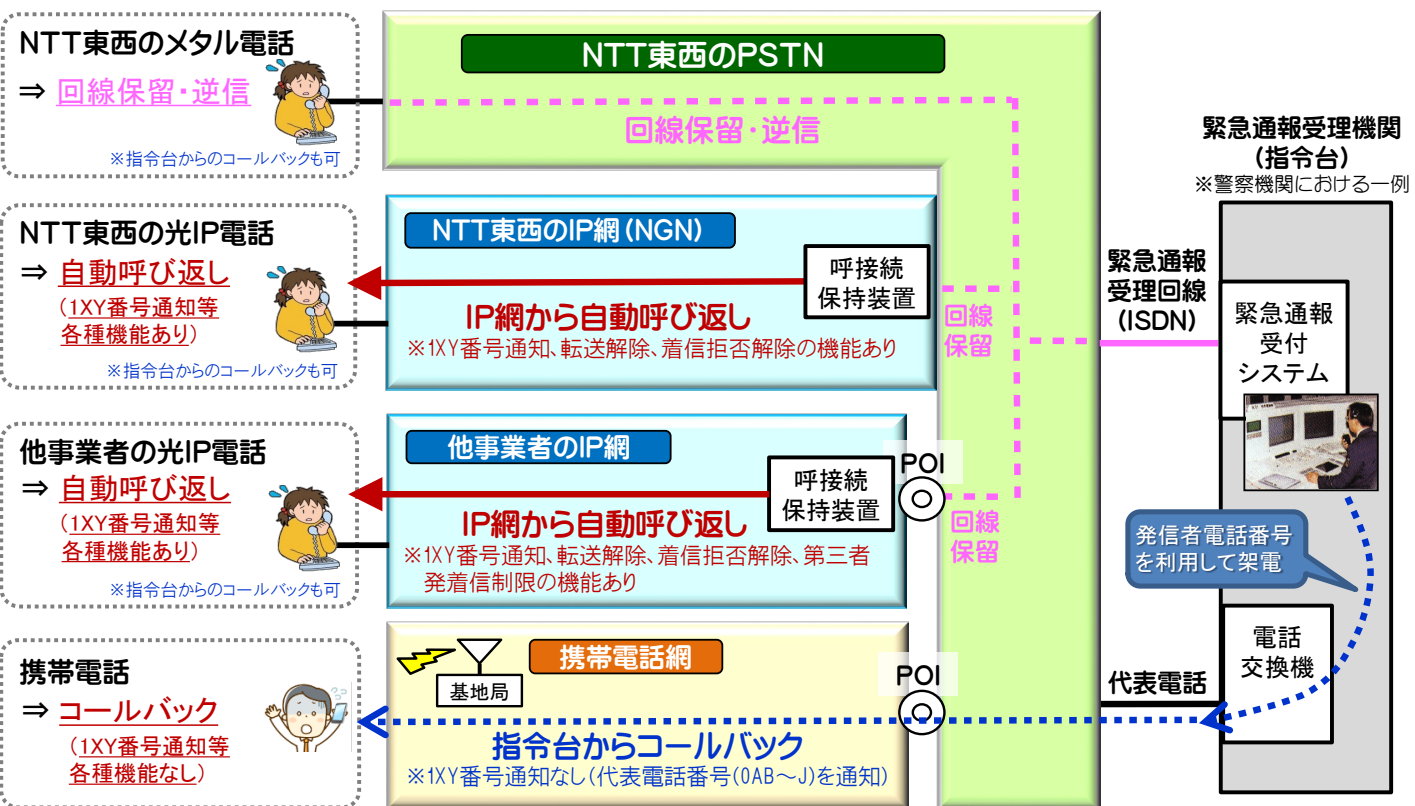 NTT東西のメタル電話
⇒ 回線保留・逆信
※指令台からのコールバックも可
NTT東西のPSTN
回線保留・逆信
緊急通報受理機関
(指令台)
※警察機関における一例
NTT東西の光IP電話
⇒ 自動呼び返し
(1XY番号通知等
各種機能あり)
※指令台からのコールバックも可
NTT東西のIP網(NGN)
呼接続
保持装置
IP網から自動呼び返し
※1XY番号通知、転送解除、着信拒否解除の機能あり
回線
保留
緊急通報
受理回線
(ISDN)
緊急通報
受付
システム
他事業者の光IP電話
⇒ 自動呼び返し
(1XY番号通知等
各種機能あり)
※指令台からのコールバックも可
他事業者のIP網
呼接続
保持装置
POI
IP網から自動呼び返し
※1XY番号通知、転送解除、着信拒否解除、第三者
発着信制限の機能あり
回線
保留
発信者電話番号
を利用して架電
携帯電話
⇒ コールバック
(1XY番号通知等
各種機能なし)
携帯電話網
基地局
POI
指令台からコールバック
※1XY番号通知なし(代表電話番号(0AB～J)を通知)
代表電話
電話
交換機